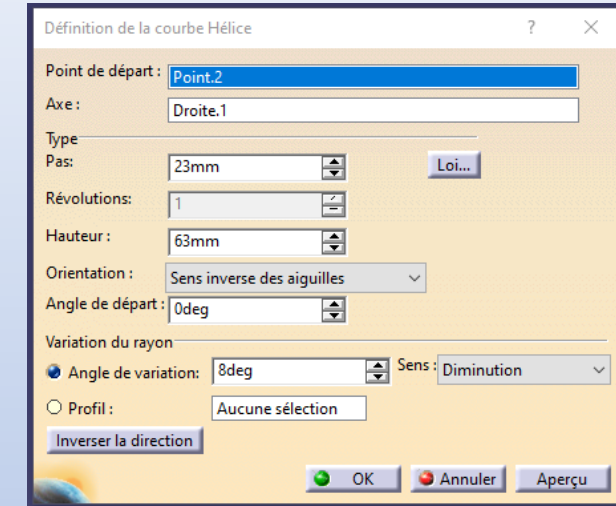 Définition de la courbe Hélice ? ×
Point de départ : Point.2
Axe : Droite.1
Type
Pas: 23mm Loi...
Révolutions: 1
Hauteur : 63mm
Orientation : Sens inverse des aiguilles
Angle de départ : 0deg
Variation du rayon
Angle de variation: 8deg Sens : Diminution
Profil : Aucune sélection
Inverser la direction
OK Annuler Aperçu